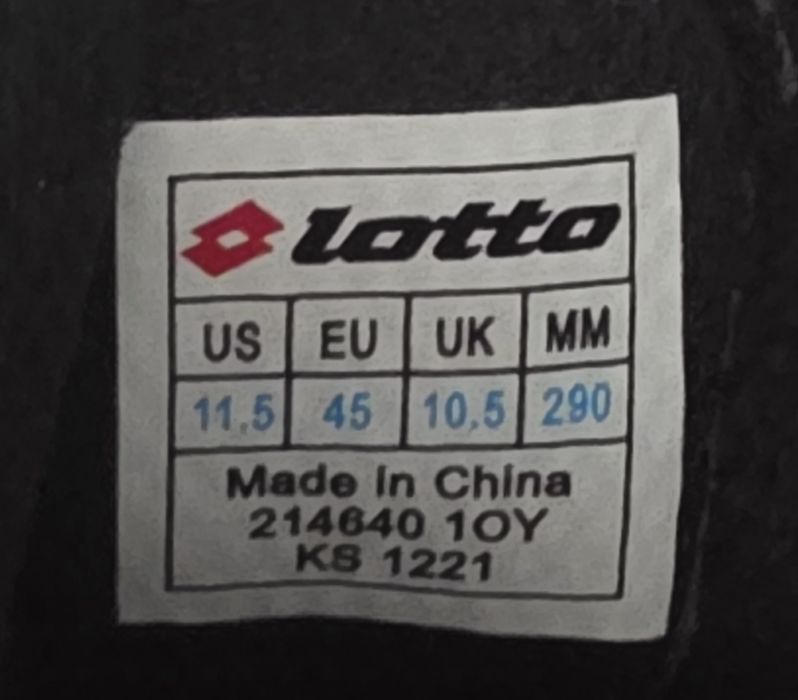 lotto
US EU UK MM
11.5 45 10.5 290
Made in China
214640 1OY
KS 1221